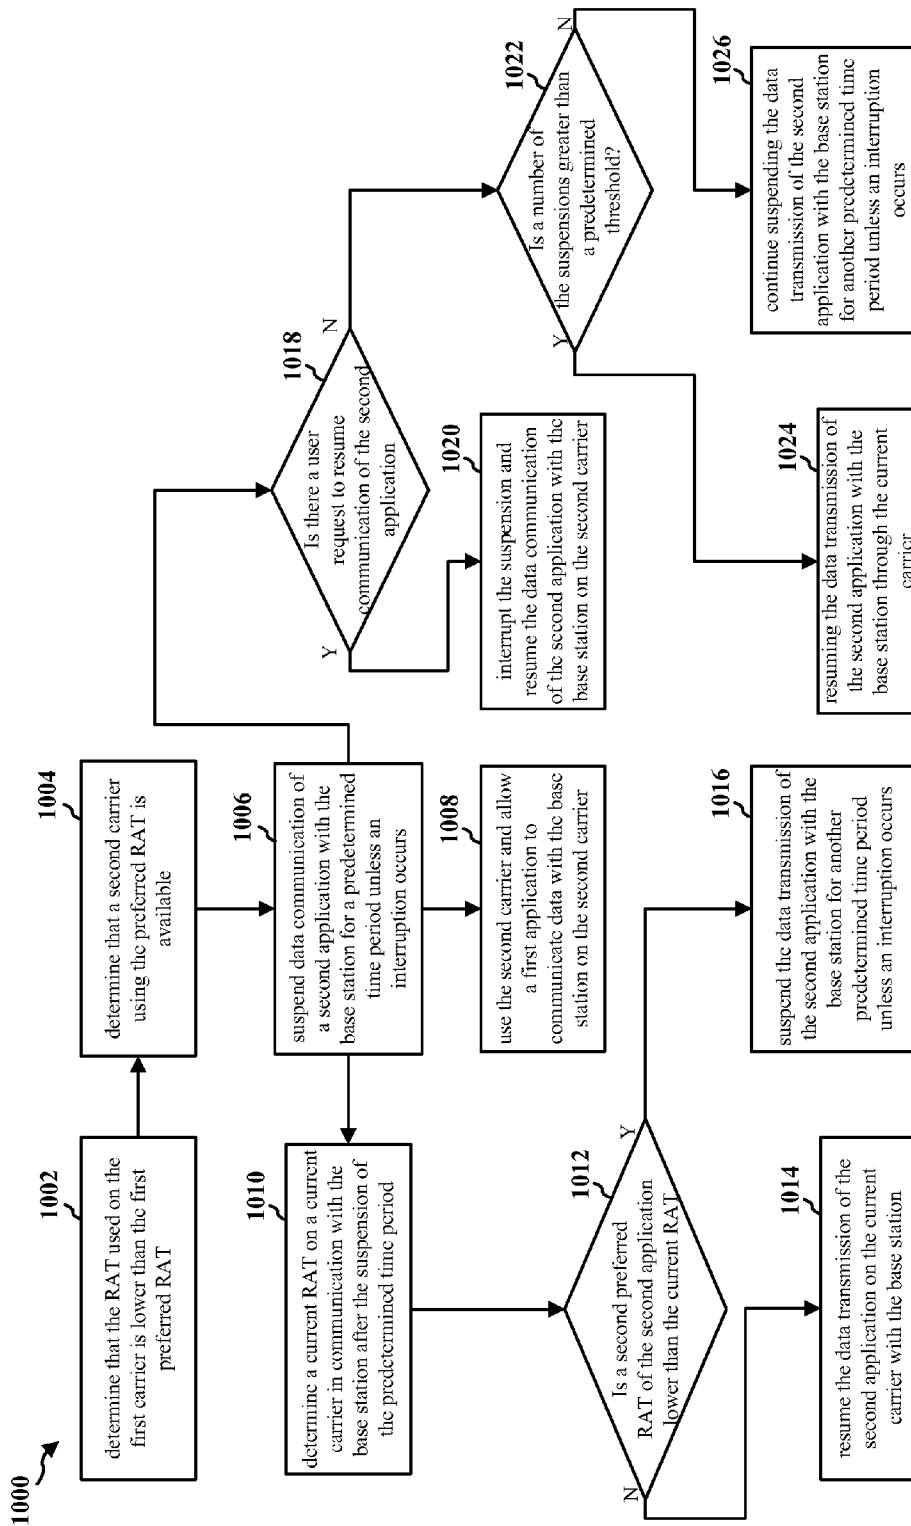 1000
1002
determine that the RAT used on the
first carrier is lower than the first
preferred RAT
1004
determine that a second carrier
using the preferred RAT is
available
1006
suspend data communication of
a second application with the
base station for a predetermined
time period unless an
interruption occurs
1008
use the second carrier and allow
a first application to
communicate data with the base
station on the second carrier
1010
determine a current RAT on a current
carrier in communication with the
base station after the suspension of
the predetermined time period
1012
Is a second preferred
RAT of the second application
lower than the current RAT
N
Y
1014
resume the data transmission of the
second application on the current
carrier with the base station
1016
suspend the data transmission of
the second application with the
base station for another
predetermined time period
unless an interruption occurs
1018
Is there a user
request to resume
communication of the second
application
Y
N
1020
interrupt the suspension and
resume the data communication
of the second application with the
base station on the second carrier
1022
Is a number of
the suspensions greater than
a predetermined
threshold?
Y
N
1024
resuming the data transmission of
the second application with the
base station through the current
carrier
1026
continue suspending the data
transmission of the second
application with the base station
for another predetermined time
period unless an interruption
occurs